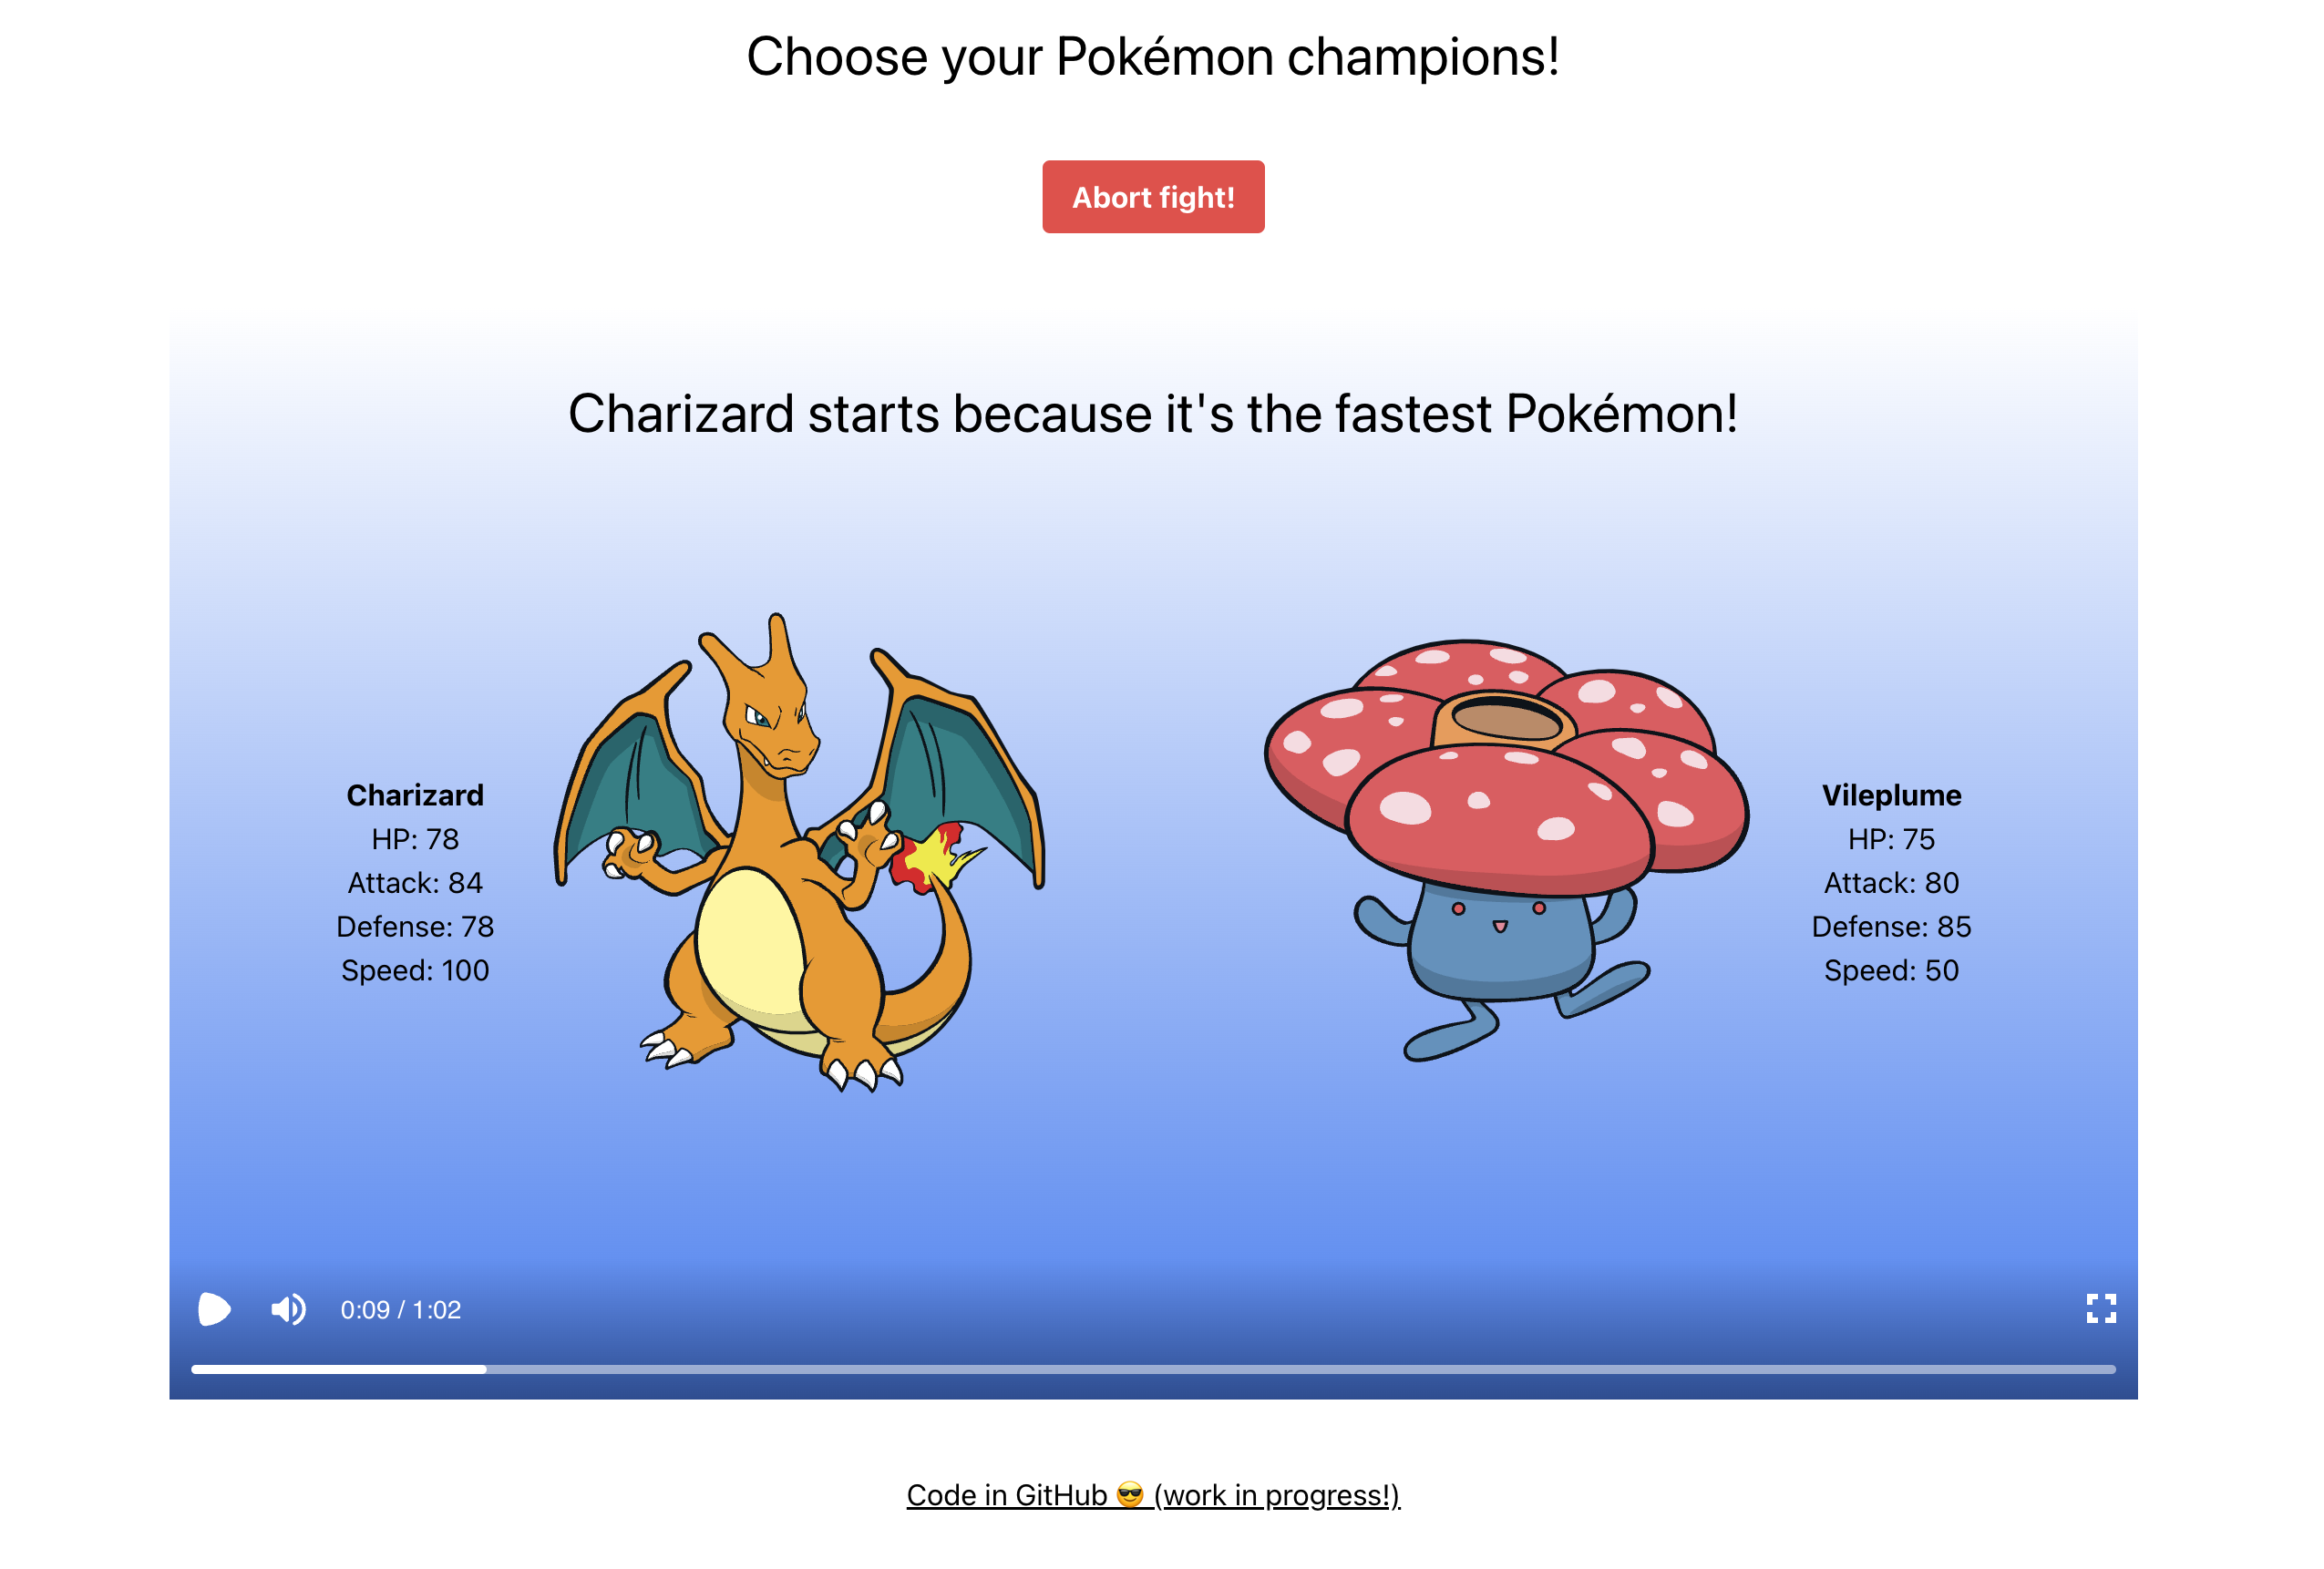 Choose your Pokémon champions!
Abort fight!
Charizard starts because it's the fastest Pokémon!
Charizard
HP: 78
Attack: 84
Defense: 78
Speed: 100
Vileplume
HP: 75
Attack: 80
Defense: 85
Speed: 50
0:09 / 1:02
Code in GitHub 😎 (work in progress!)